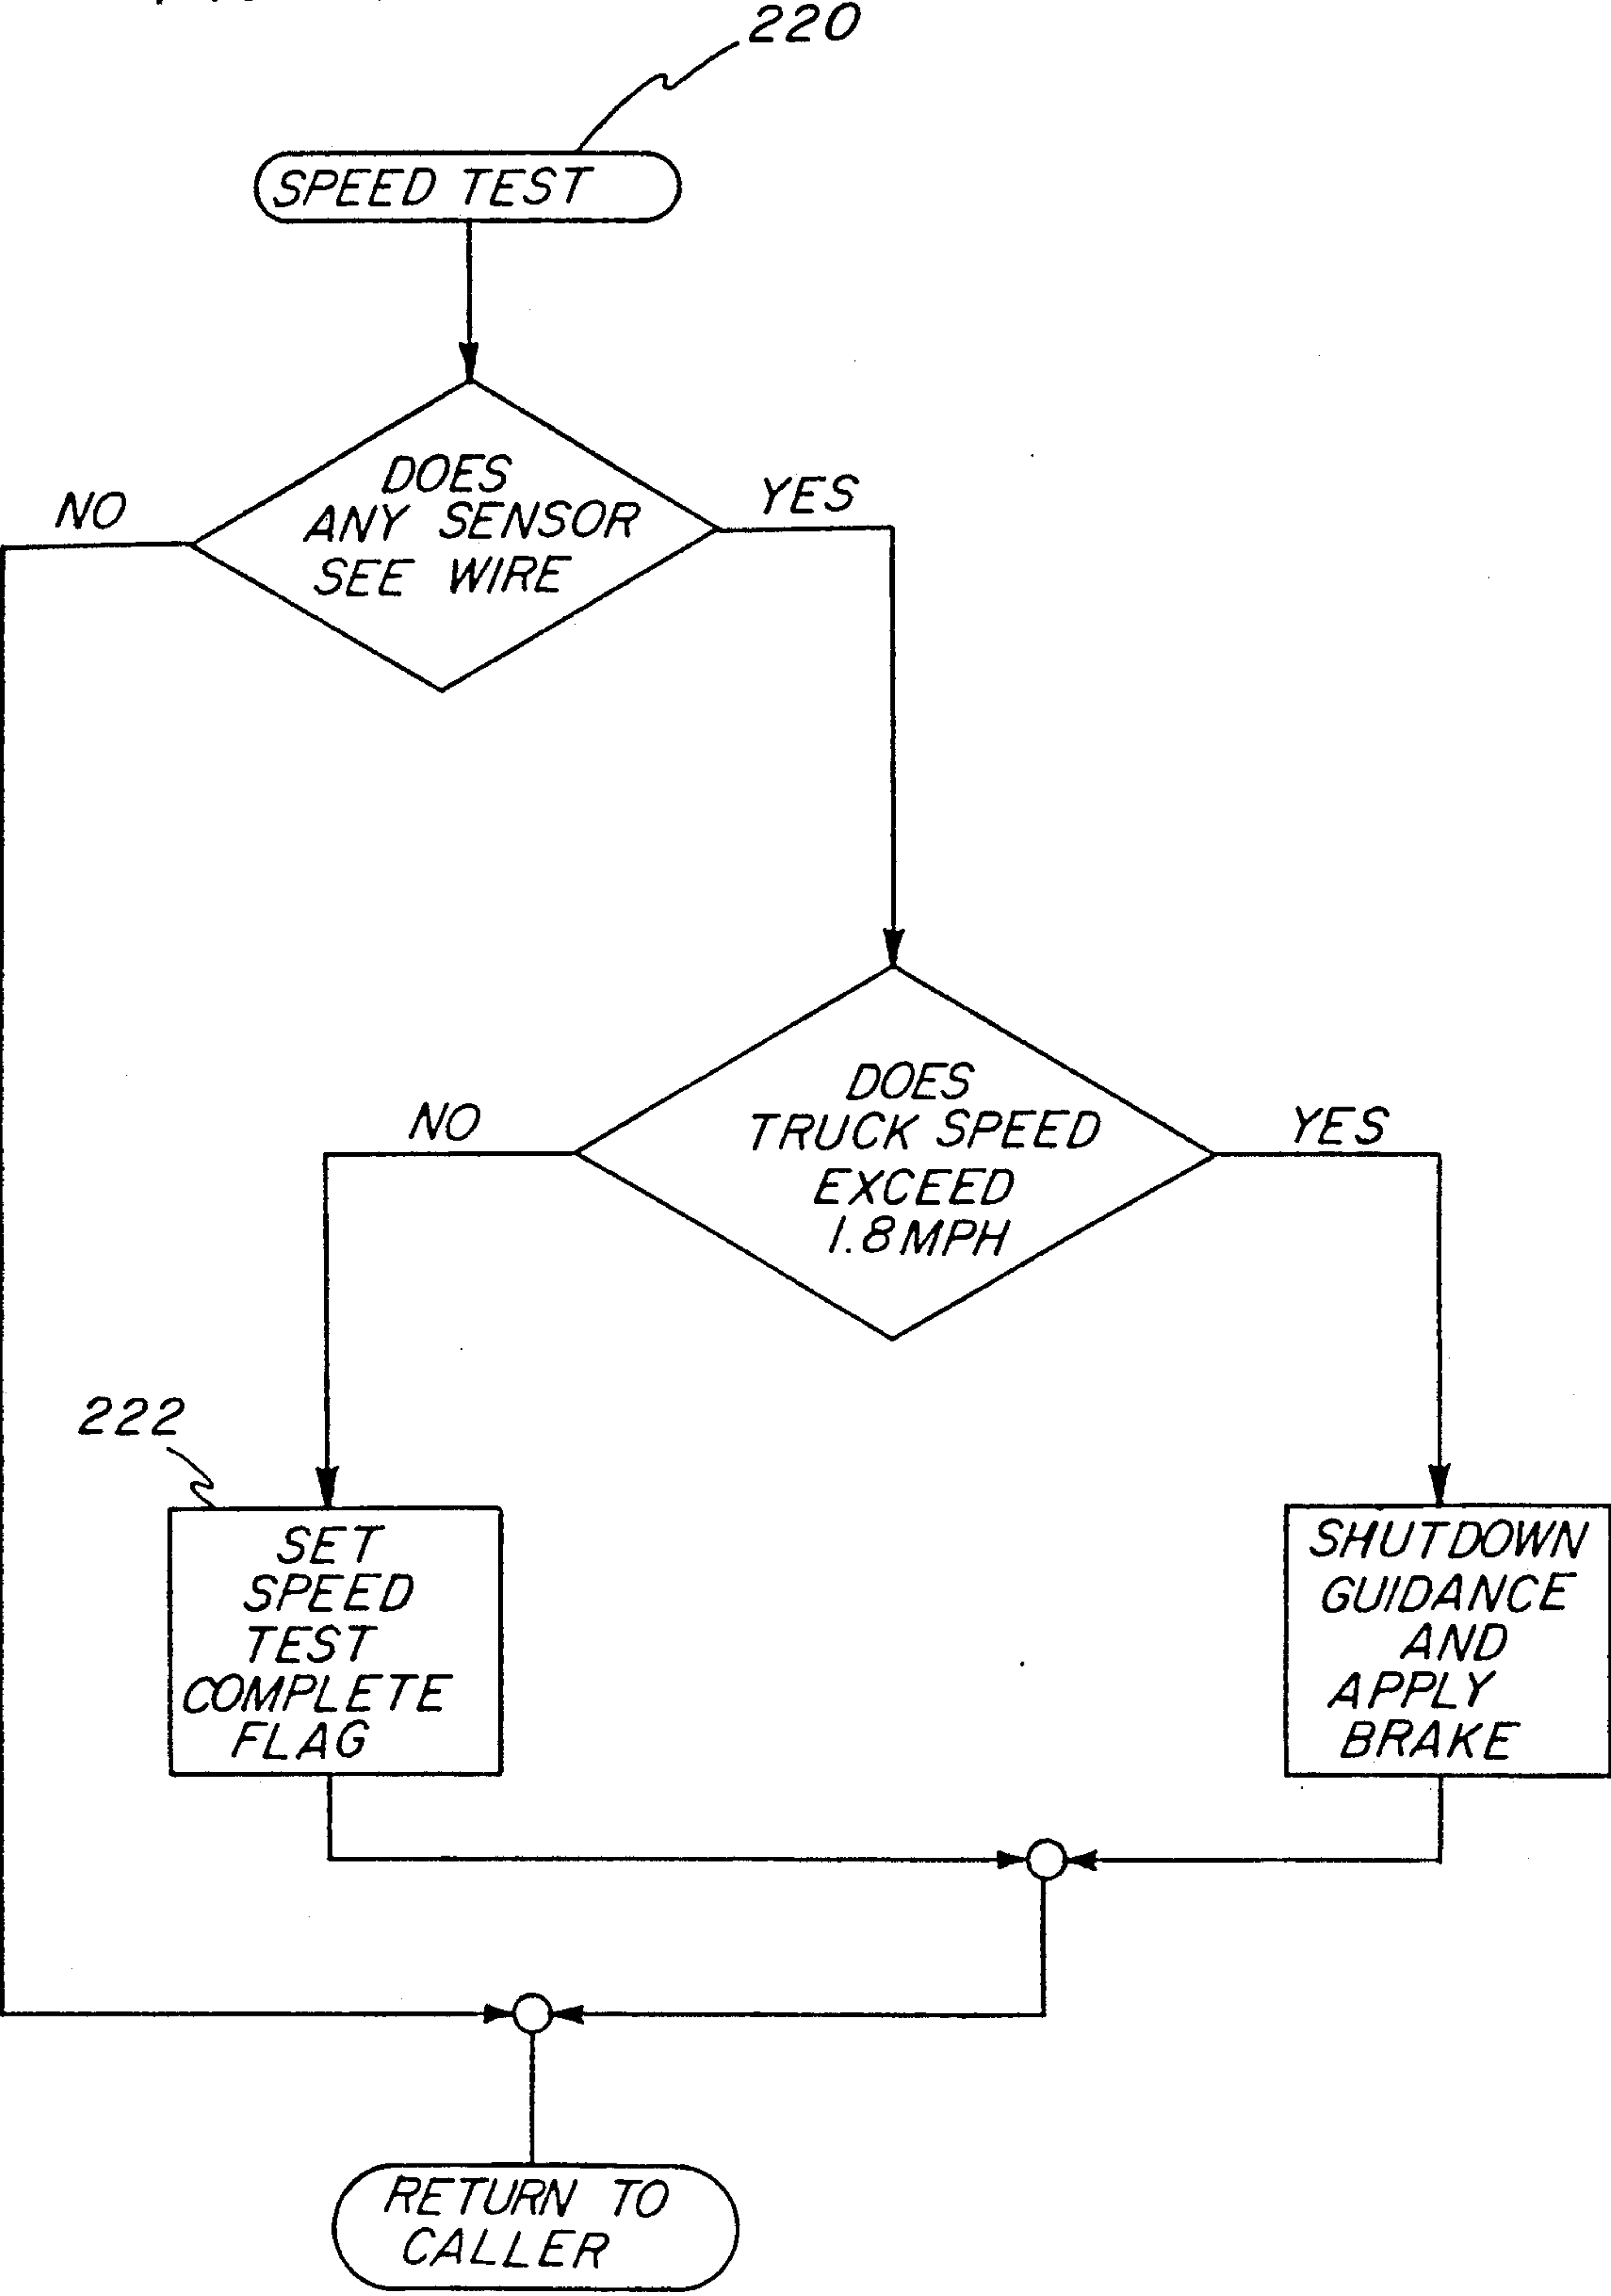 220
SPEED TEST
DOES
ANY SENSOR
SEE WIRE
NO
YES
DOES
TRUCK SPEED
EXCEED
1.8 MPH
NO
YES
222
SET
SPEED
TEST
COMPLETE
FLAG
SHUTDOWN
GUIDANCE
AND
APPLY
BRAKE
RETURN TO
CALLER